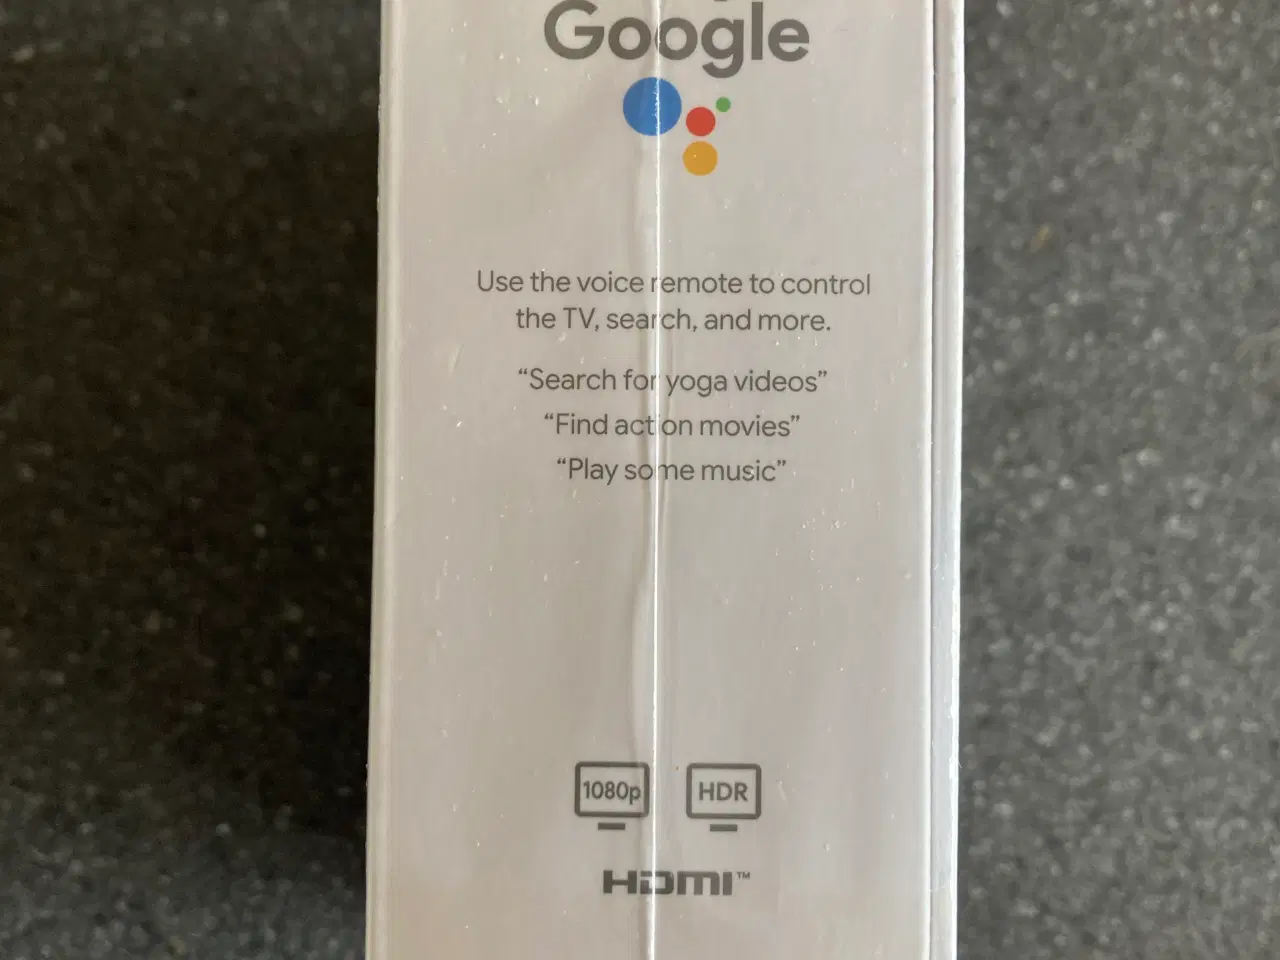 Google
Use the voice remote to control
the TV, search, and more.
“Search for yoga videos”
“Find action movies”
“Play some music”
1080p HDR
HDMI™